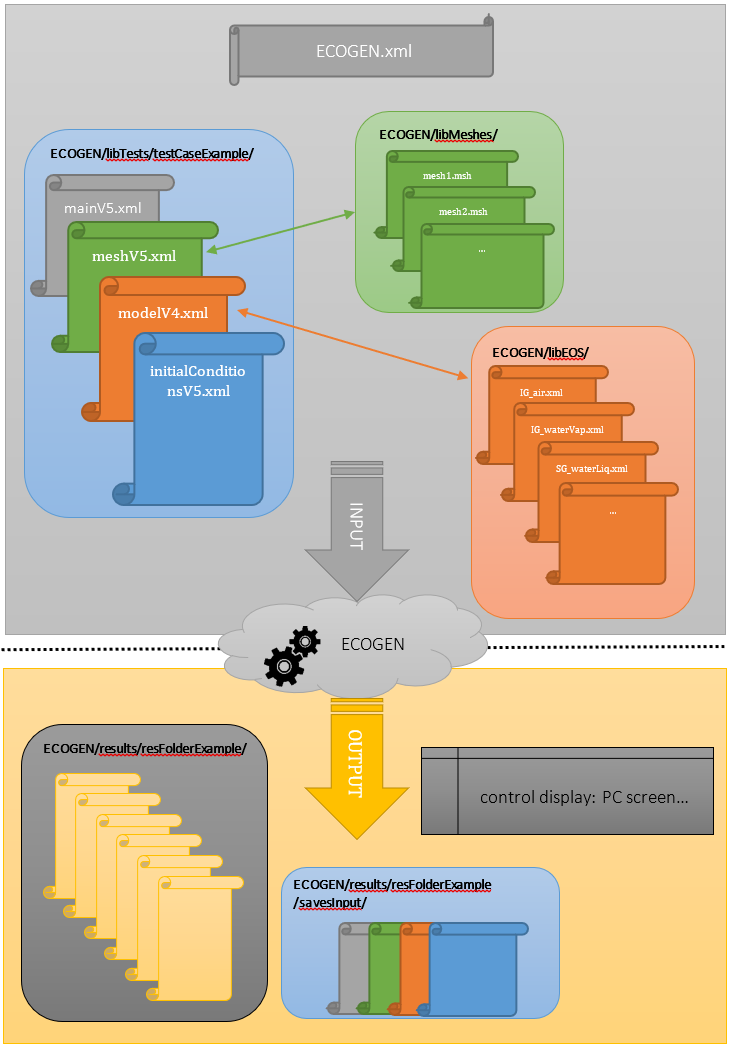 ECOGEN.xml
ECOGEN/libTests/testCaseExample/
mainV5.xml
meshV5.xml
modelV4.xml
initialConditio
nsV5.xml
ECOGEN/libMeshes/
mesh1.msh
mesh2.msh
...
ECOGEN/libEOS/
IG_air.xml
IG_waterVap.xml
SG_waterLiq.xml
...
INPUT
ECOGEN
OUTPUT
ECOGEN/results/resFolderExample/
control display: PC screen...
ECOGEN/results/resFolderExample
/savesInput/